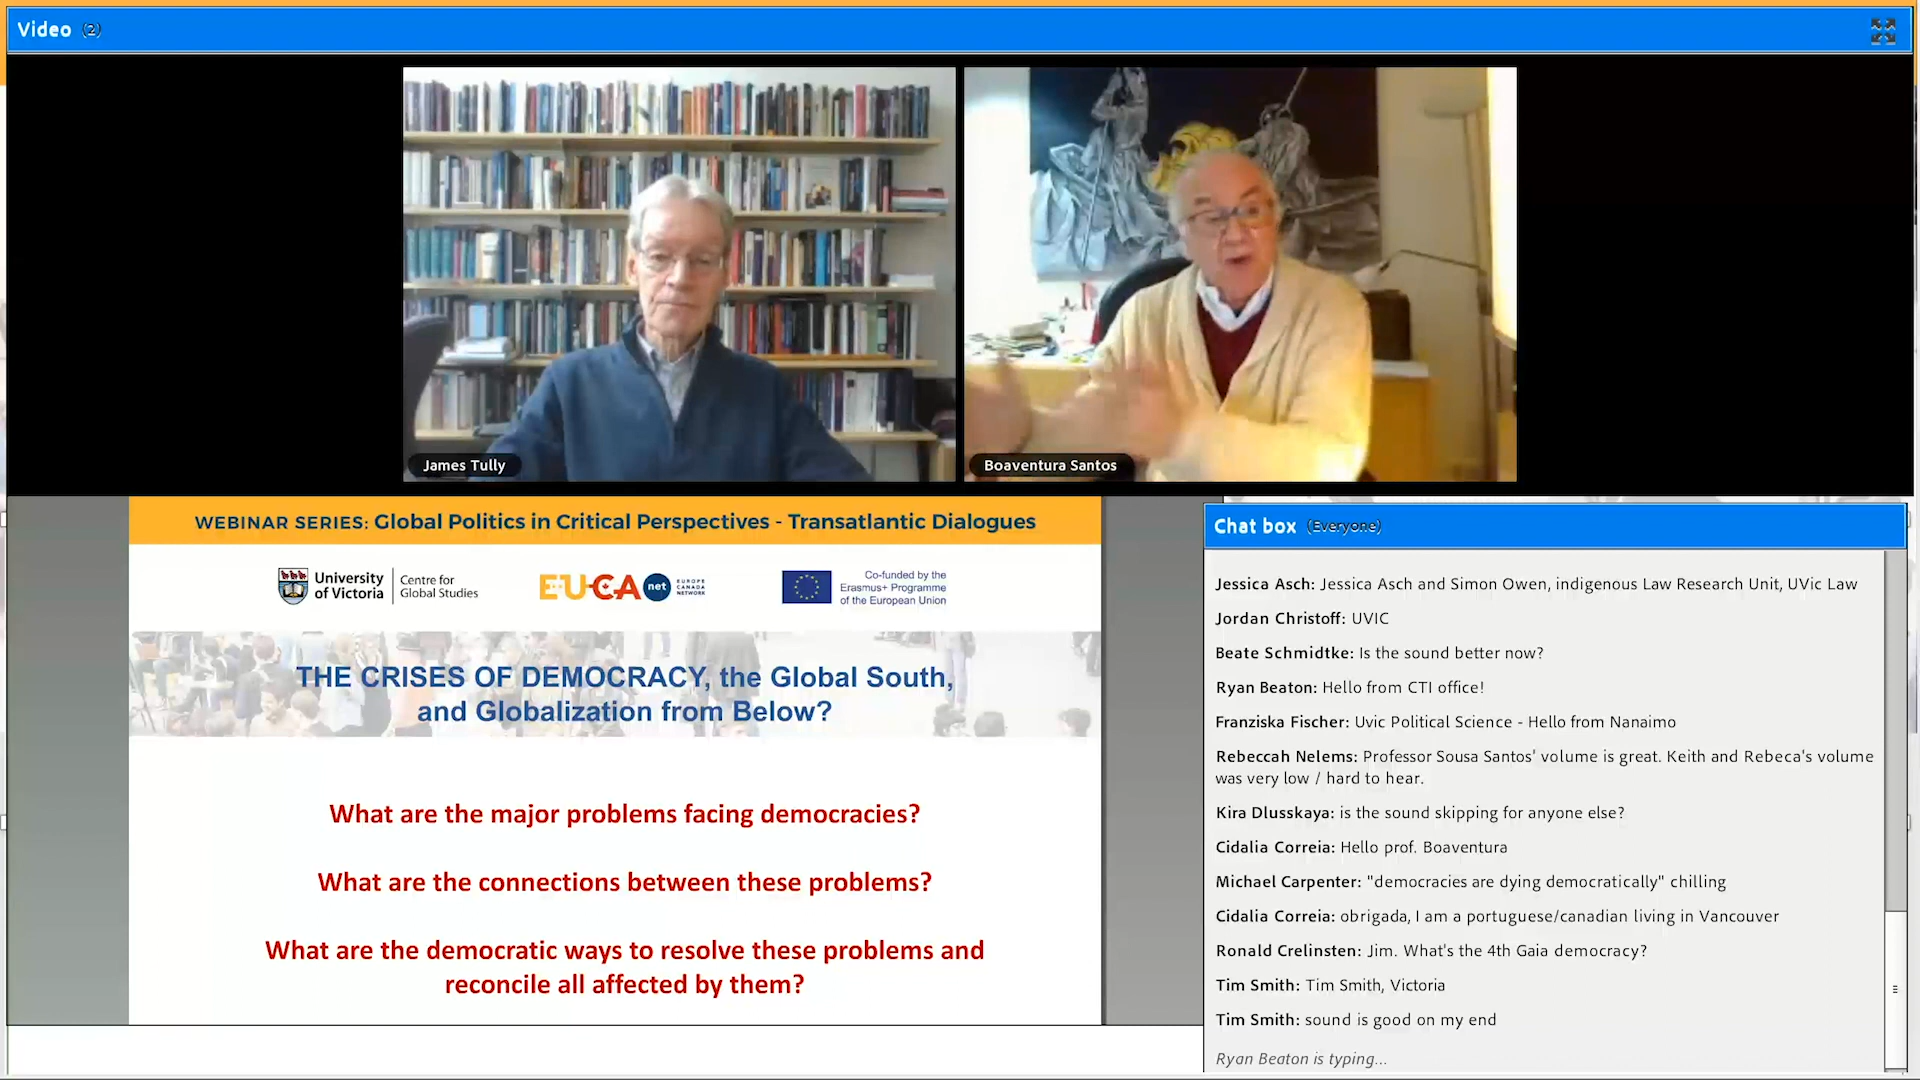 Video (2)
James Tully
Boaventura Santos
WEBINAR SERIES: Global Politics in Critical Perspectives - Transatlantic Dialogues
University
of Victoria
Centre for
Global Studies
EUCA net
EUROPE
CANADA
NETWORK
Co-funded by the
Erasmus+ Programme
of the European Union
THE CRISES OF DEMOCRACY, the Global South,
and Globalization from Below?
What are the major problems facing democracies?
What are the connections between these problems?
What are the democratic ways to resolve these problems and
reconcile all affected by them?
Chat box (Everyone)
Jessica Asch: Jessica Asch and Simon Owen, indigenous Law Research Unit, UVic Law
Jordan Christoff: UVIC
Beate Schmidtke: Is the sound better now?
Ryan Beaton: Hello from CTI office!
Franziska Fischer: Uvic Political Science - Hello from Nanaimo
Rebeccah Nelems: Professor Sousa Santos' volume is great. Keith and Rebeca's volume
was very low / hard to hear.
Kira Dlusskaya: is the sound skipping for anyone else?
Cidalia Correia: Hello prof. Boaventura
Michael Carpenter: "democracies are dying democratically" chilling
Cidalia Correia: obrigada, I am a portuguese/canadian living in Vancouver
Ronald Crelinsten: Jim. What's the 4th Gaia democracy?
Tim Smith: Tim Smith, Victoria
Tim Smith: sound is good on my end
Ryan Beaton is typing...